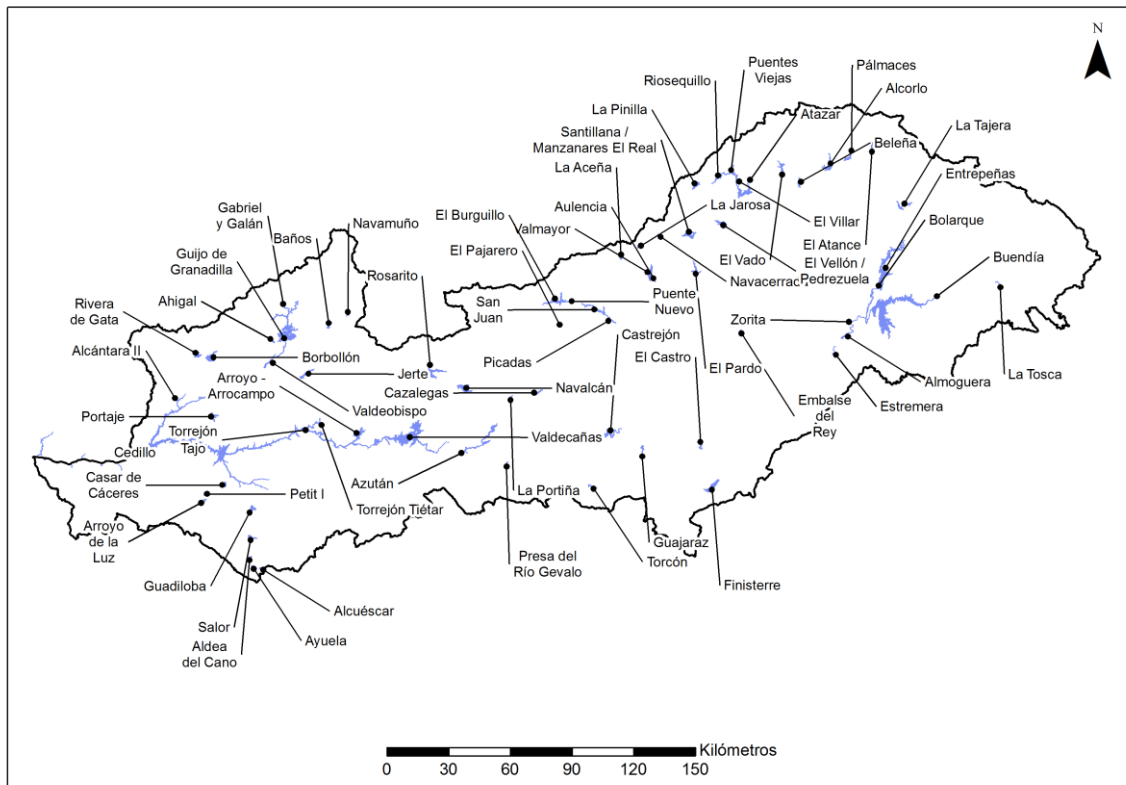 N
Puentes
Viejas
Pálmaces
Riosequillo
Alcorlo
La Pinilla
Atazar
La Tajera
Santillana /
Manzanares El Real
Beleña
La Aceña
Entrepeñas
La Jarosa
Gabriel
y Galán
Navamuño
El Burguillo
Aulencia
El Villar
Bolarque
Baños
Valmayor
El Atance
Guijo de
Granadilla
El Pajarero
El Vado
El Vellón /
Pedrezuela
Buendía
Rosarito
Navacerrada
Rivera
de Gata
Ahigal
San
Juan
Puente
Nuevo
Zorita
Alcántara II
Borbollón
Picadas
Castrejón
El Castro
El Pardo
Almoguera
La Tosca
Arroyo -
Arrocampo
Jerte
Cazalegas
Navalcán
Embalse
del
Rey
Estremera
Portaje
Valdeobispo
Torrejón
Tajo
Valdecañas
Cedillo
Casar de
Cáceres
Petit I
Azután
La Portiña
Torrejón Tiétar
Arroyo
de la
Luz
Guajaraz
Presa del
Río Gevalo
Torcón
Guadiloba
Finisterre
Alcuéscar
Salor
Ayuela
Aldea
del Cano
Kilómetros
0 30 60 90 120 150